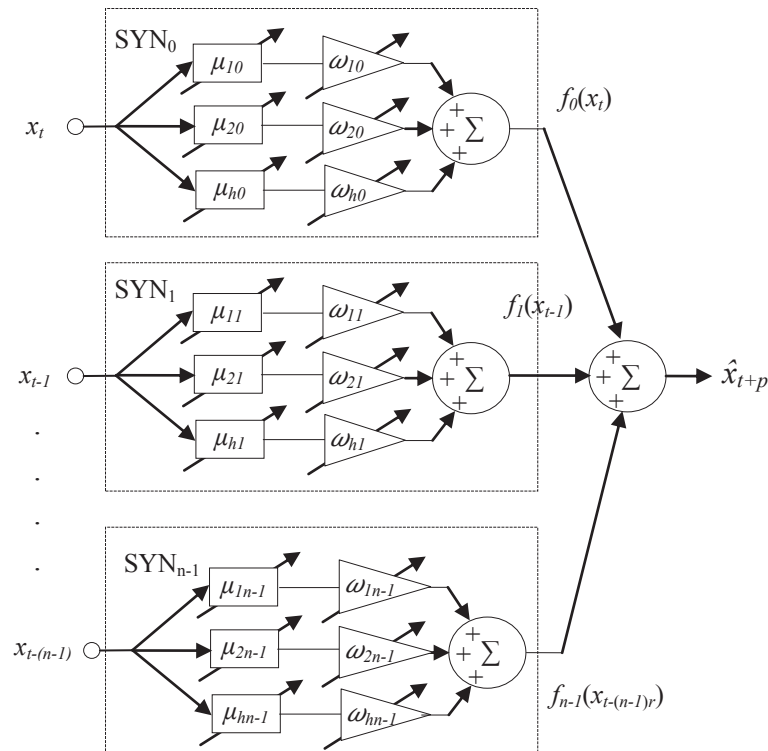 SYN₀
μ₁₀ ω₁₀
f₀(xₜ)
xₜ
μ₂₀ ω₂₀ + + + Σ
μₕ₀ ωₕ₀
SYN₁
μ₁₁ ω₁₁
f₁(xₜ₋₁)
xₜ₋₁
μ₂₁ ω₂₁ + + + Σ
+ + + Σ
x̂ₜ₊ₚ
μₕ₁ ωₕ₁
.
.
.
.
SYNₙ₋₁
μ₁ₙ₋₁ ω₁ₙ₋₁
xₜ₋₍ₙ₋₁₎
μ₂ₙ₋₁ ω₂ₙ₋₁ + + + Σ
fₙ₋₁(xₜ₋₍ₙ₋₁₎ᵣ)
μₕₙ₋₁ ωₕₙ₋₁